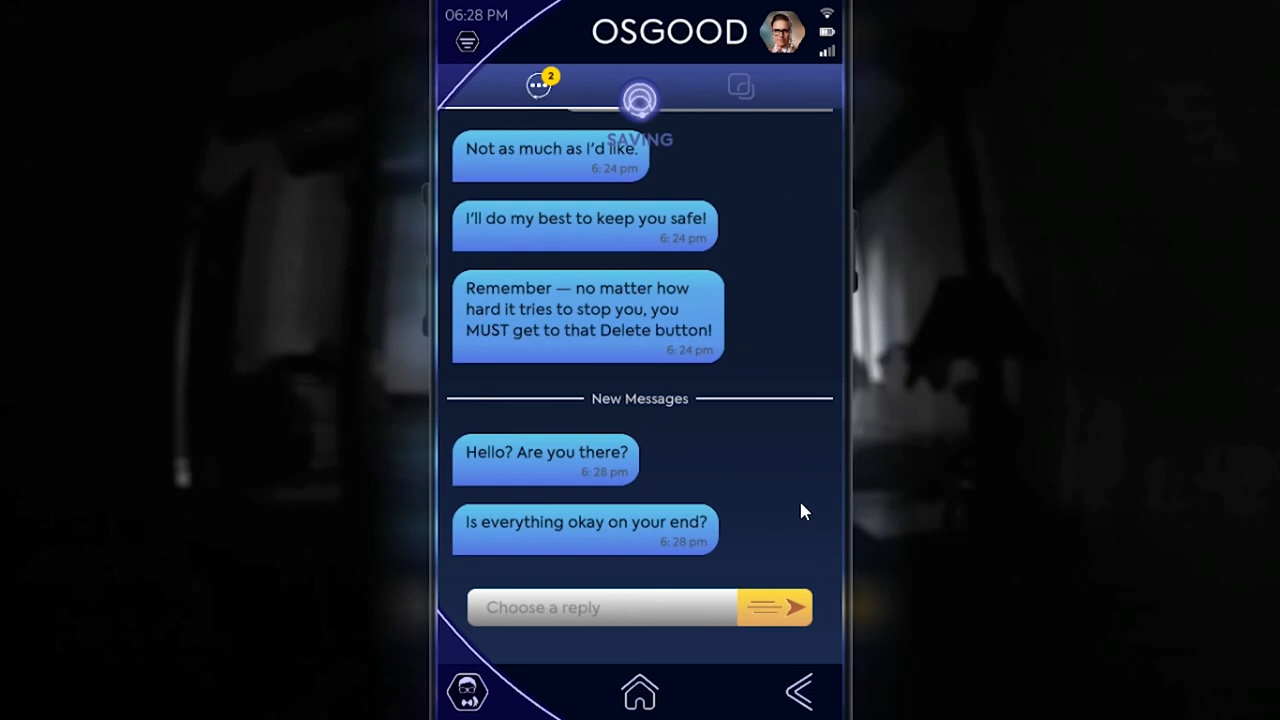 06:28 PM
OSGOOD
2
SAVING
Not as much as I'd like.
6:24 pm
I'll do my best to keep you safe!
6:24 pm
Remember — no matter how
hard it tries to stop you, you
MUST get to that Delete button!
6:24 pm
New Messages
Hello? Are you there?
6:28 pm
Is everything okay on your end?
6:28 pm
Choose a reply